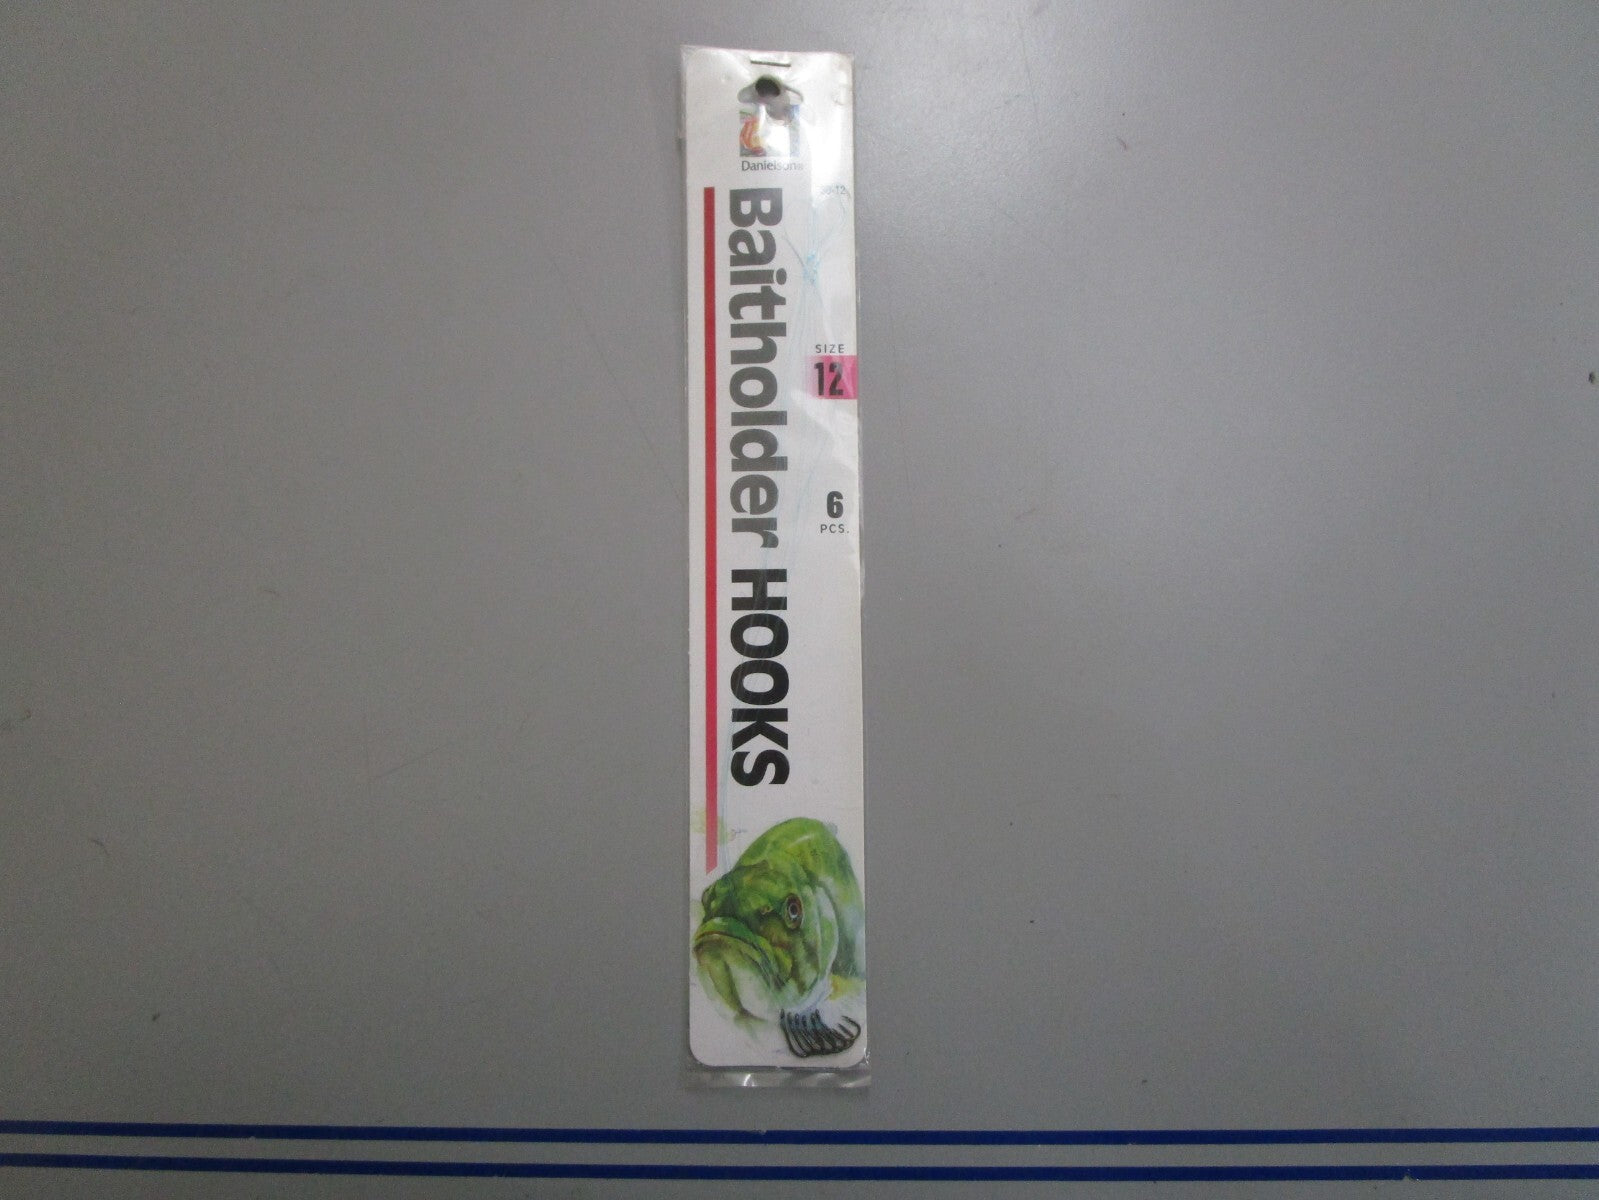 Danielson
Baitholder HOOKS
SIZE
12
6
PCS.